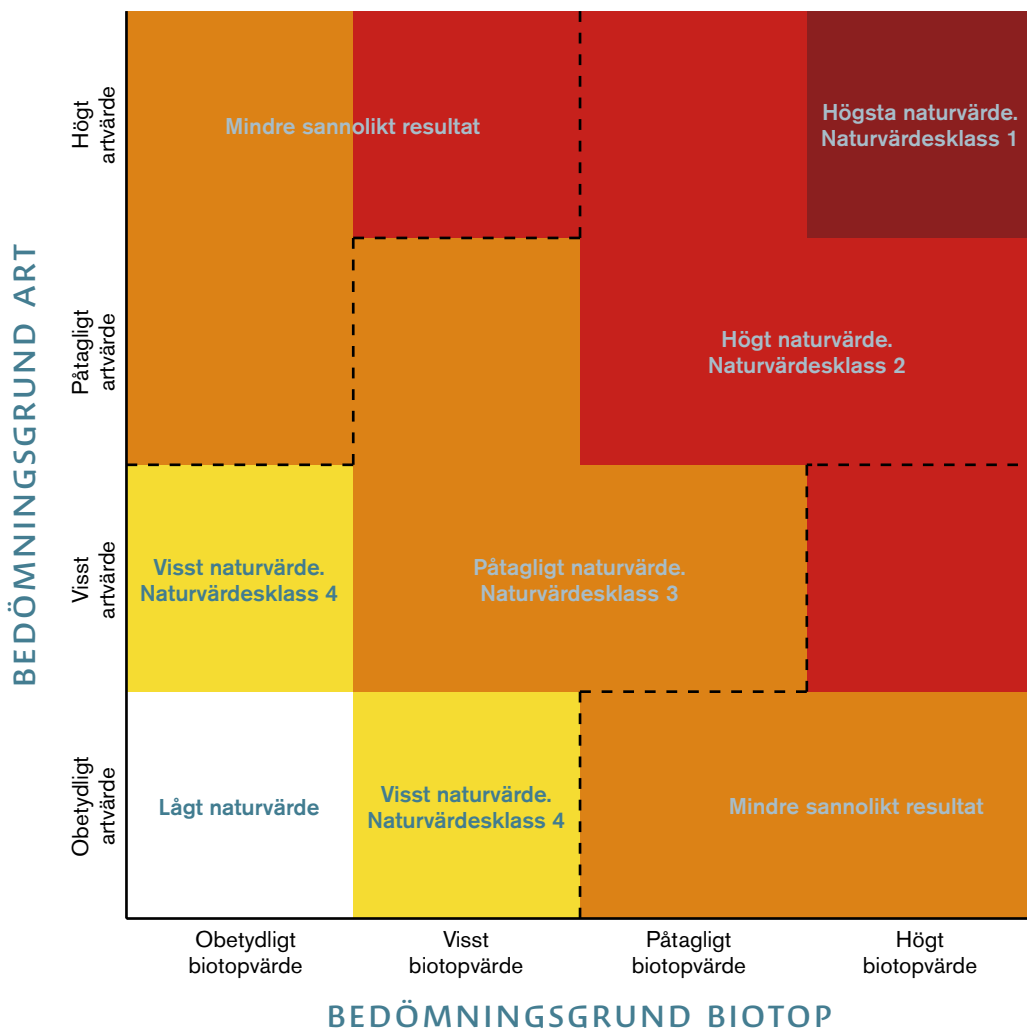 BEDÖMNINGSGRUND ART
Högt
artvärde
Mindre sannolikt resultat
Högsta naturvärde.
Naturvärdesklass 1
Påtagligt
artvärde
Högt naturvärde.
Naturvärdesklass 2
Visst
artvärde
Visst naturvärde.
Naturvärdesklass 4
Påtagligt naturvärde.
Naturvärdesklass 3
Obetydligt
artvärde
Lågt naturvärde
Visst naturvärde.
Naturvärdesklass 4
Mindre sannolikt resultat
Obetydligt
biotopvärde
Visst
biotopvärde
Påtagligt
biotopvärde
Högt
biotopvärde
BEDÖMNINGSGRUND BIOTOP